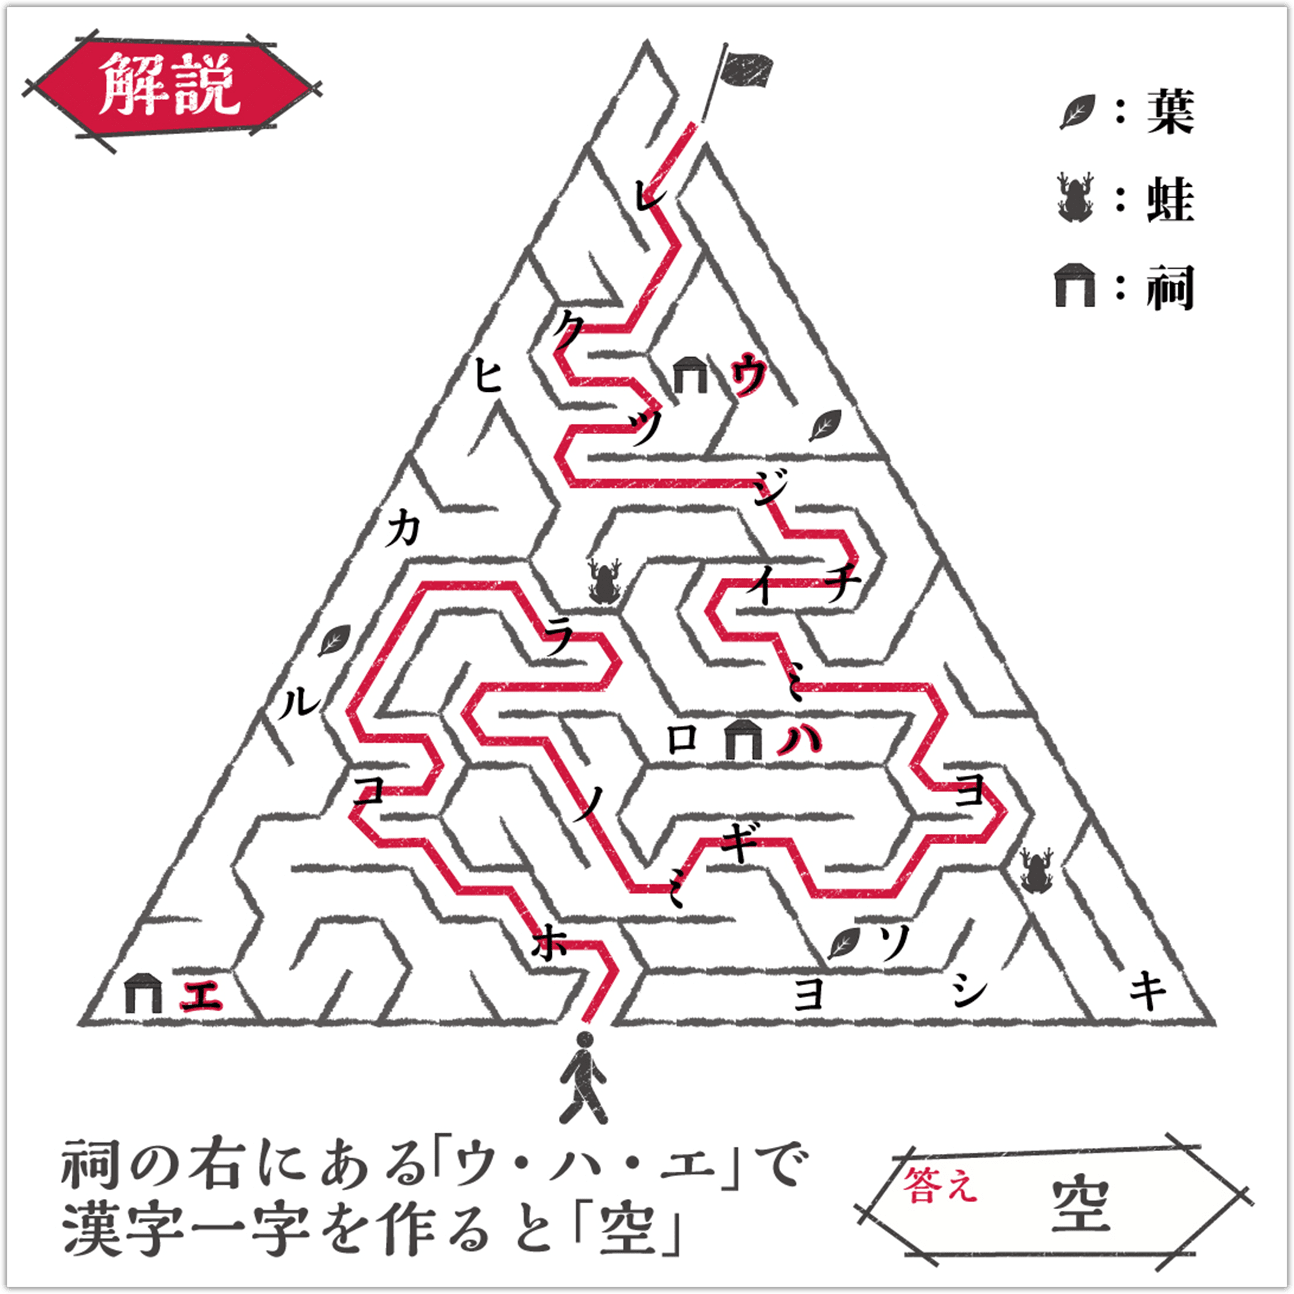 解説
：葉
：蛙
：祠
レ
ク
ヒ
ウ
ツ
ジ
カ
イ
チ
ラ
ミ
ル
ロ
ハ
コ
ノ
ヨ
ギ
ミ
ホ
ソ
エ
ヨ
シ
キ
祠の右にある「ウ・ハ・エ」で
漢字一字を作ると「空」
答え
空